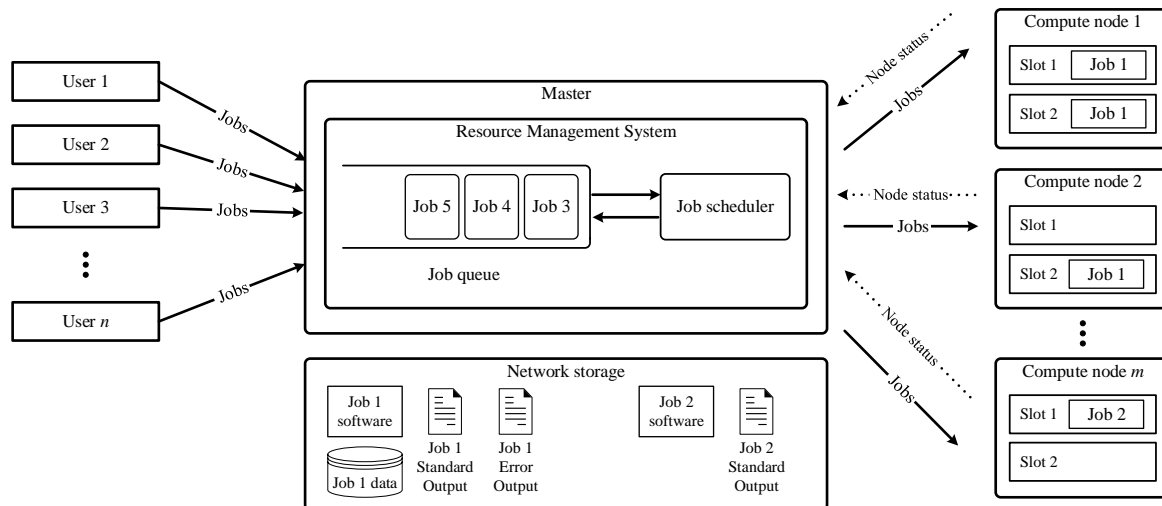 User 1
User 2
User 3
User n
Jobs
Jobs
Jobs
Jobs
Master
Resource Management System
Job 5
Job 4
Job 3
Job scheduler
Job queue
Network storage
Job 1
software
Job 1 data
Job 1
Standard
Output
Job 1
Error
Output
Job 2
software
Job 2
Standard
Output
Node status
Jobs
Node status
Jobs
Node status
Jobs
Compute node 1
Slot 1
Job 1
Slot 2
Job 1
Compute node 2
Slot 1
Slot 2
Job 1
Compute node m
Slot 1
Job 2
Slot 2